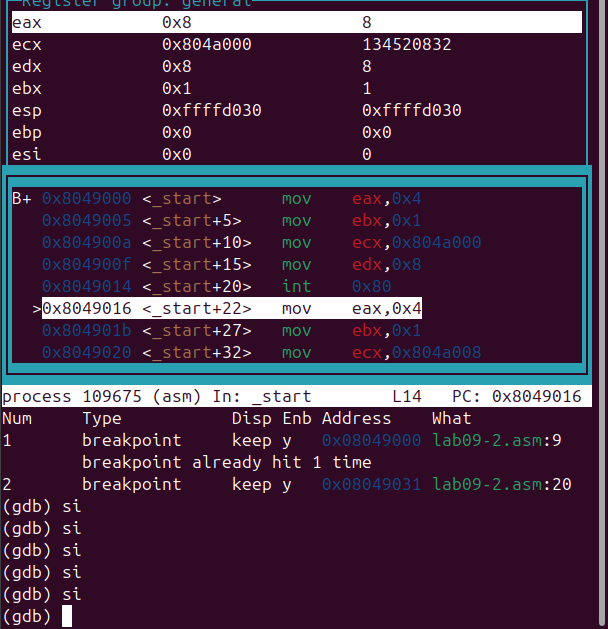 Register group: general
eax 0x8 8
ecx 0x804a000 134520832
edx 0x8 8
ebx 0x1 1
esp 0xffffd030 0xffffd030
ebp 0x0 0x0
esi 0x0 0
B+ 0x8049000 <_start> mov eax,0x4
0x8049005 <_start+5> mov ebx,0x1
0x804900a <_start+10> mov ecx,0x804a000
0x804900f <_start+15> mov edx,0x8
0x8049014 <_start+20> int 0x80
>0x8049016 <_start+22> mov eax,0x4
0x804901b <_start+27> mov ebx,0x1
0x8049020 <_start+32> mov ecx,0x804a008
process 109675 (asm) In: _start L14 PC: 0x8049016
Num Type Disp Enb Address What
1 breakpoint keep y 0x08049000 lab09-2.asm:9
breakpoint already hit 1 time
2 breakpoint keep y 0x08049031 lab09-2.asm:20
(gdb) si
(gdb) si
(gdb) si
(gdb) si
(gdb) si
(gdb)